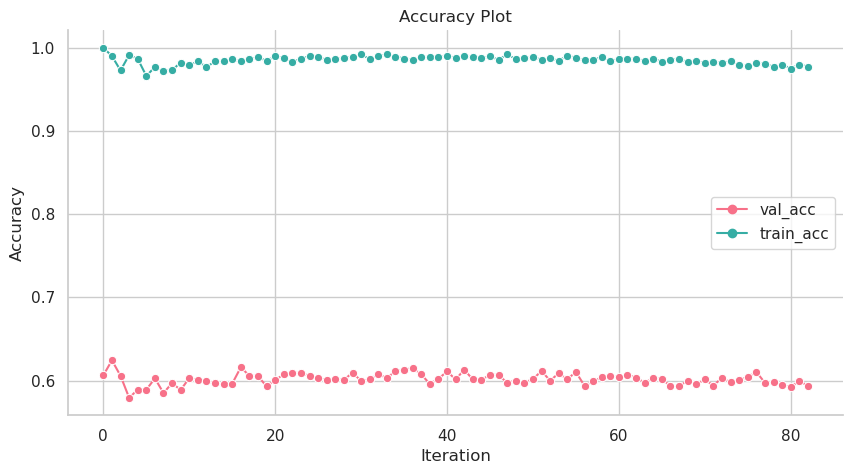 Accuracy Plot
1.0
0.9
0.8
0.7
0.6
Accuracy
val_acc
train_acc
0 20 40 60 80
Iteration